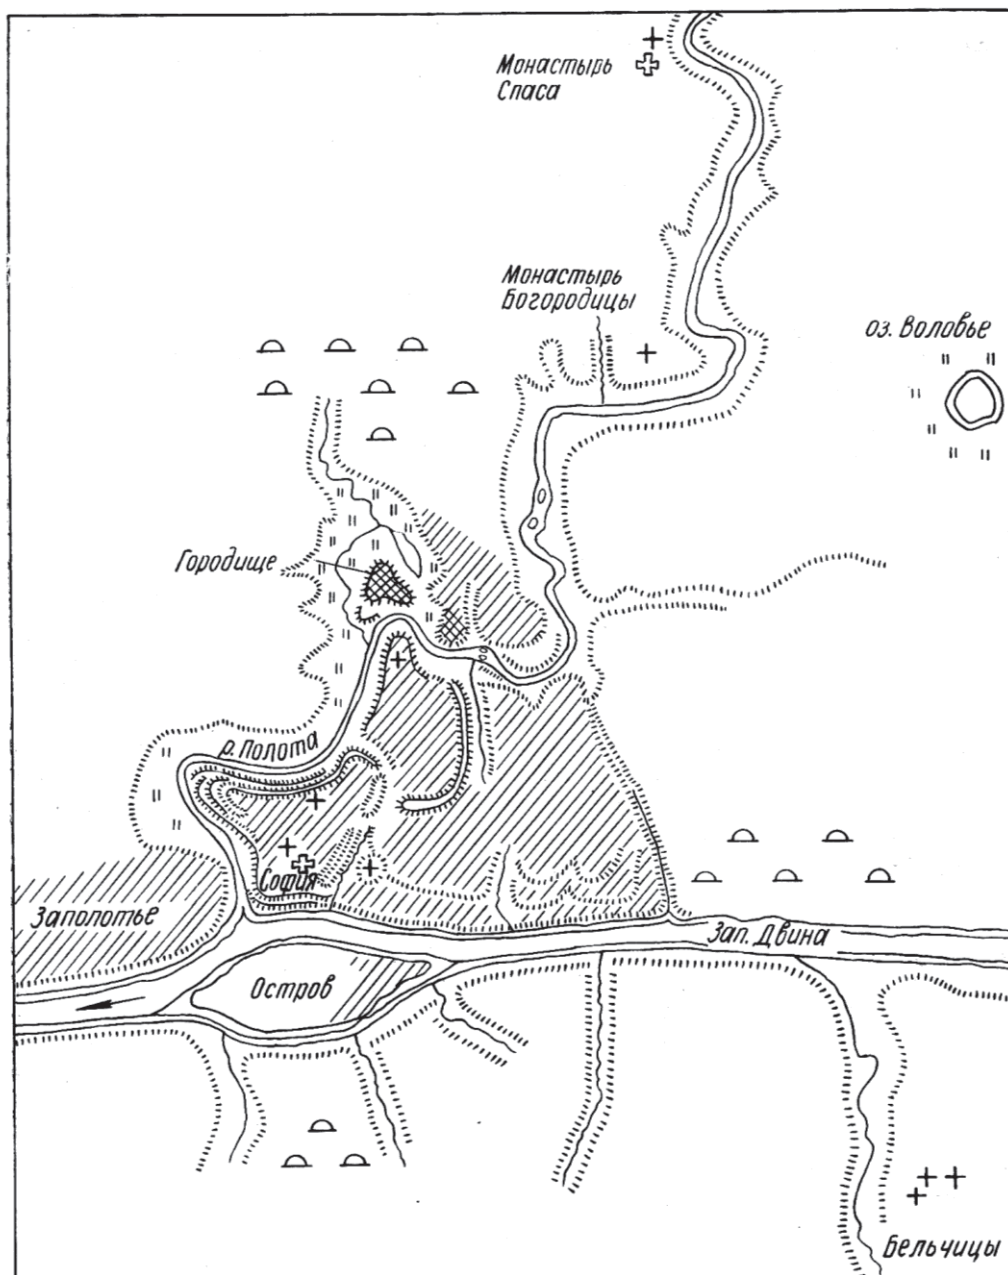 Монастырь
Спаса
Монастырь
Богородицы
оз. Воловье
Городище
р. Полота
София
Заполотье
Зап. Двина
Остров
Бельчицы